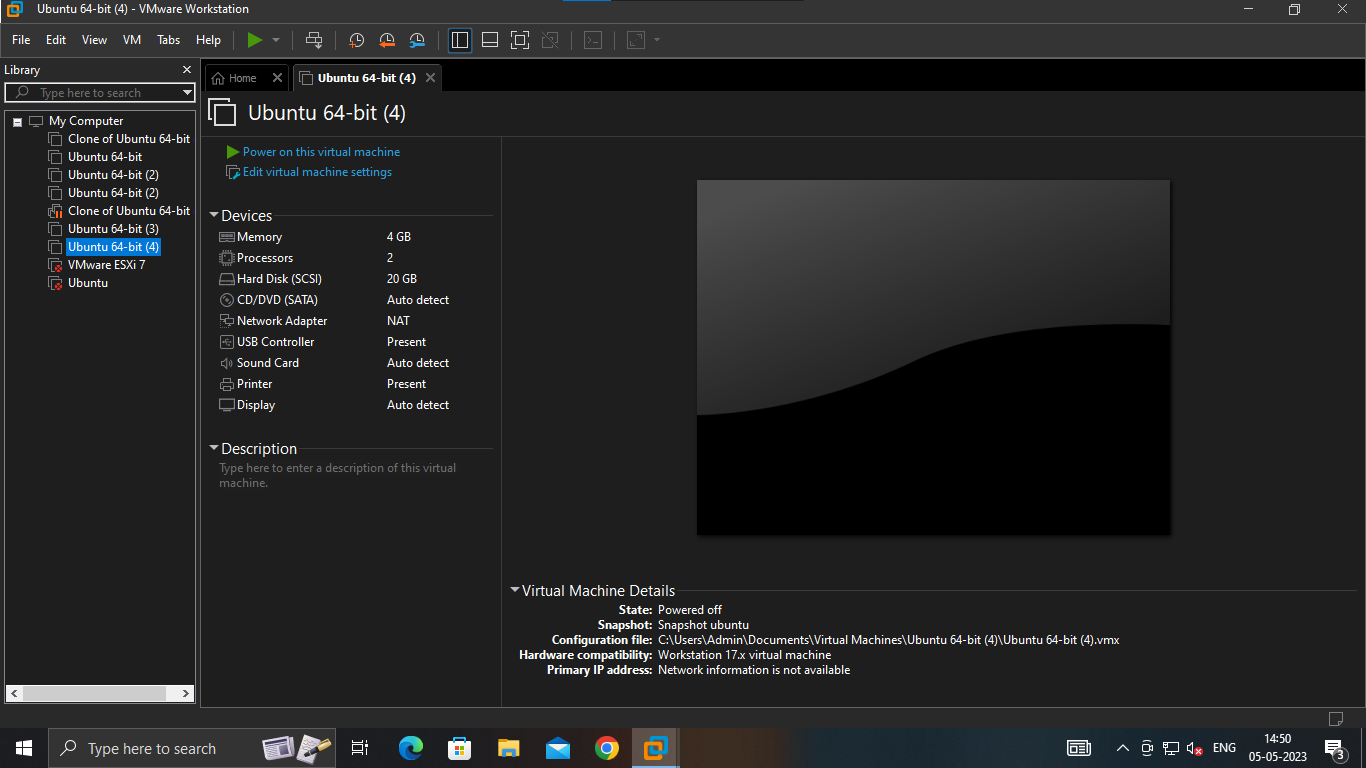 Ubuntu 64-bit (4) - VMware Workstation
File Edit View VM Tabs Help
Library
Type here to search
My Computer
Clone of Ubuntu 64-bit
Ubuntu 64-bit
Ubuntu 64-bit (2)
Ubuntu 64-bit (2)
Clone of Ubuntu 64-bit
Ubuntu 64-bit (3)
Ubuntu 64-bit (4)
VMware ESXi 7
Ubuntu
Home
Ubuntu 64-bit (4)
Ubuntu 64-bit (4)
Power on this virtual machine
Edit virtual machine settings
Devices
Memory 4 GB
Processors 2
Hard Disk (SCSI) 20 GB
CD/DVD (SATA) Auto detect
Network Adapter NAT
USB Controller Present
Sound Card Auto detect
Printer Present
Display Auto detect
Description
Type here to enter a description of this virtual
machine.
Virtual Machine Details
State: Powered off
Snapshot: Snapshot ubuntu
Configuration file: C:\Users\Admin\Documents\Virtual Machines\Ubuntu 64-bit (4)\Ubuntu 64-bit (4).vmx
Hardware compatibility: Workstation 17.x virtual machine
Primary IP address: Network information is not available
Type here to search
ENG
14:50
05-05-2023
3